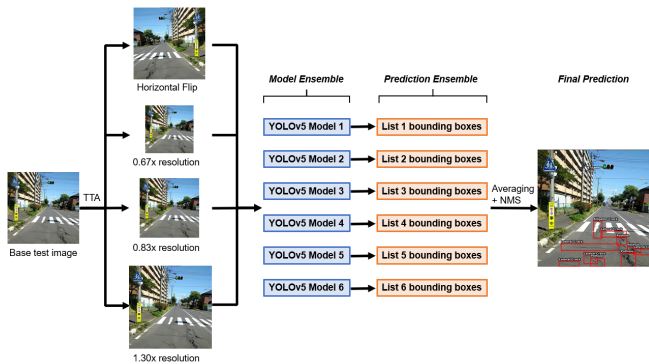 Model Ensemble
Prediction Ensemble
Final Prediction
Horizontal Flip
0.67x resolution
0.83x resolution
1.30x resolution
Base test image
TTA
YOLOv5 Model 1
List 1 bounding boxes
YOLOv5 Model 2
List 2 bounding boxes
YOLOv5 Model 3
List 3 bounding boxes
YOLOv5 Model 4
List 4 bounding boxes
YOLOv5 Model 5
List 5 bounding boxes
YOLOv5 Model 6
List 6 bounding boxes
Averaging
+ NMS